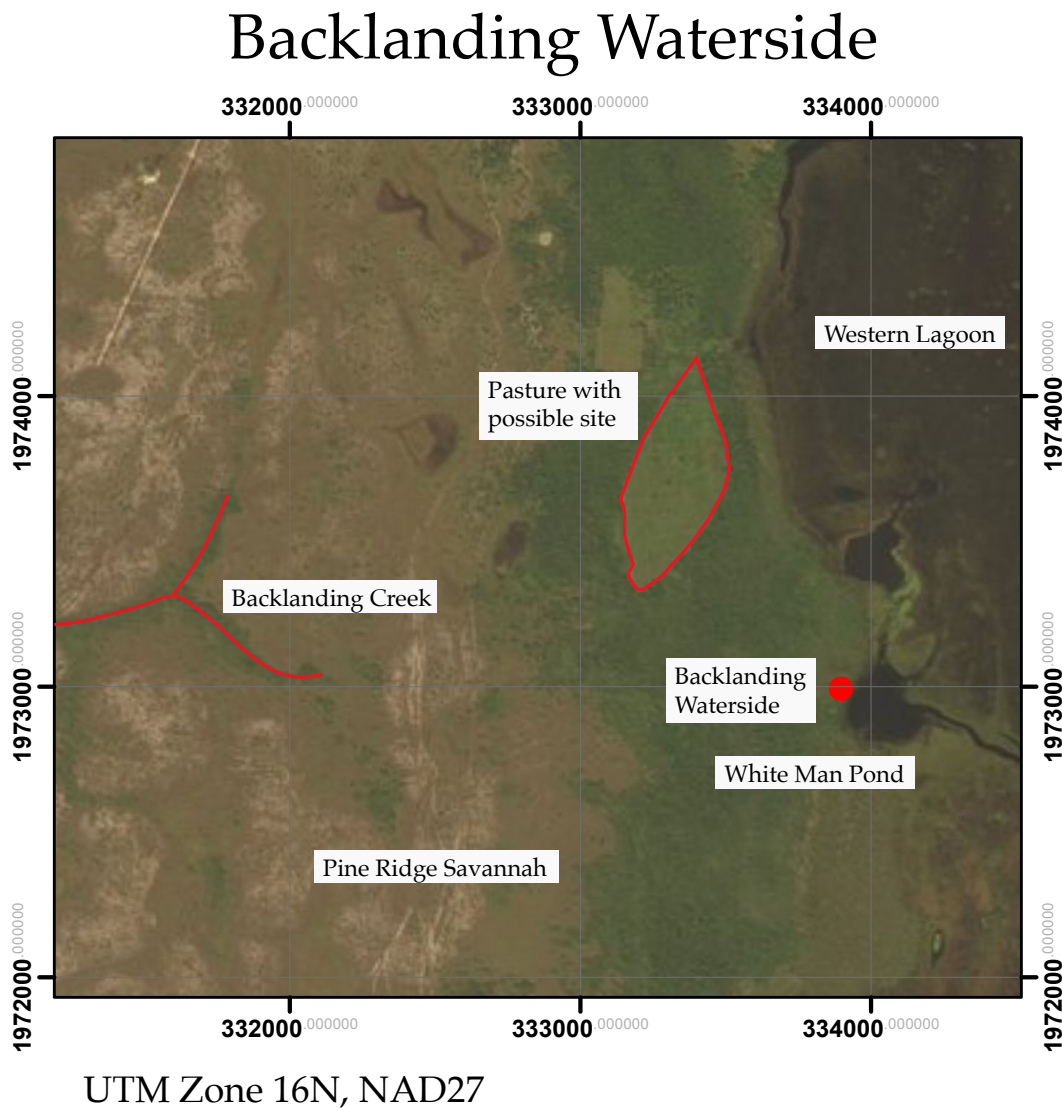 Backlanding Waterside
332000.000000 333000.000000 334000.000000
1974000.000000
1973000.000000
1972000.000000
Western Lagoon
Pasture with
possible site
Backlanding Creek
Backlanding
Waterside
White Man Pond
Pine Ridge Savannah
1974000.000000
1973000.000000
1972000.000000
332000.000000 333000.000000 334000.000000
UTM Zone 16N, NAD27